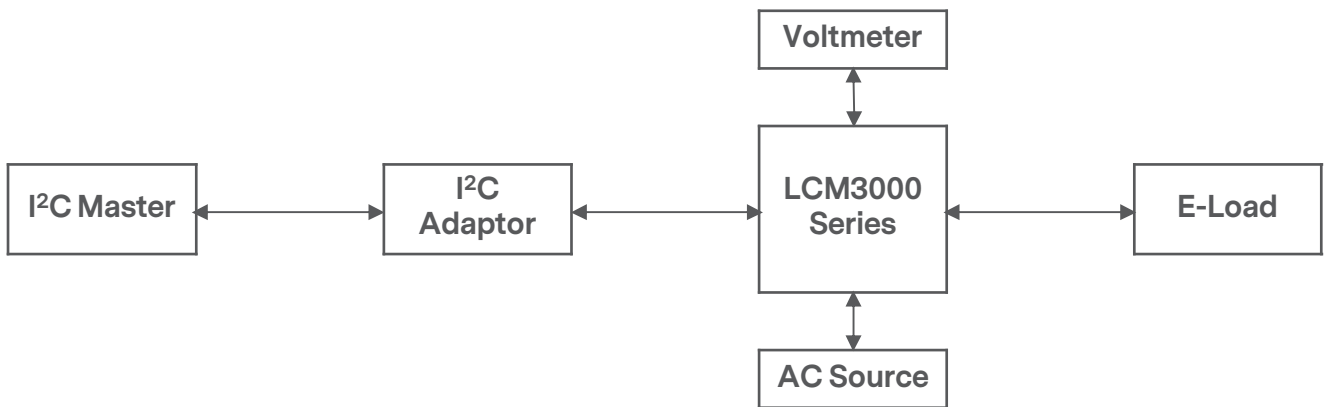 Voltmeter
I²C Master
I²C
Adaptor
LCM3000
Series
E-Load
AC Source